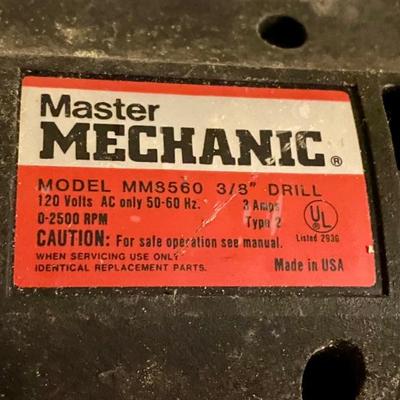 Master
MECHANIC®
MODEL MM8560 3/8" DRILL
120 Volts AC only 50-60 Hz. 3 Amps
0-2500 RPM Type 2
UL
CAUTION: For safe operation see manual. Listed 293G
WHEN SERVICING USE ONLY
IDENTICAL REPLACEMENT PARTS. Made in USA